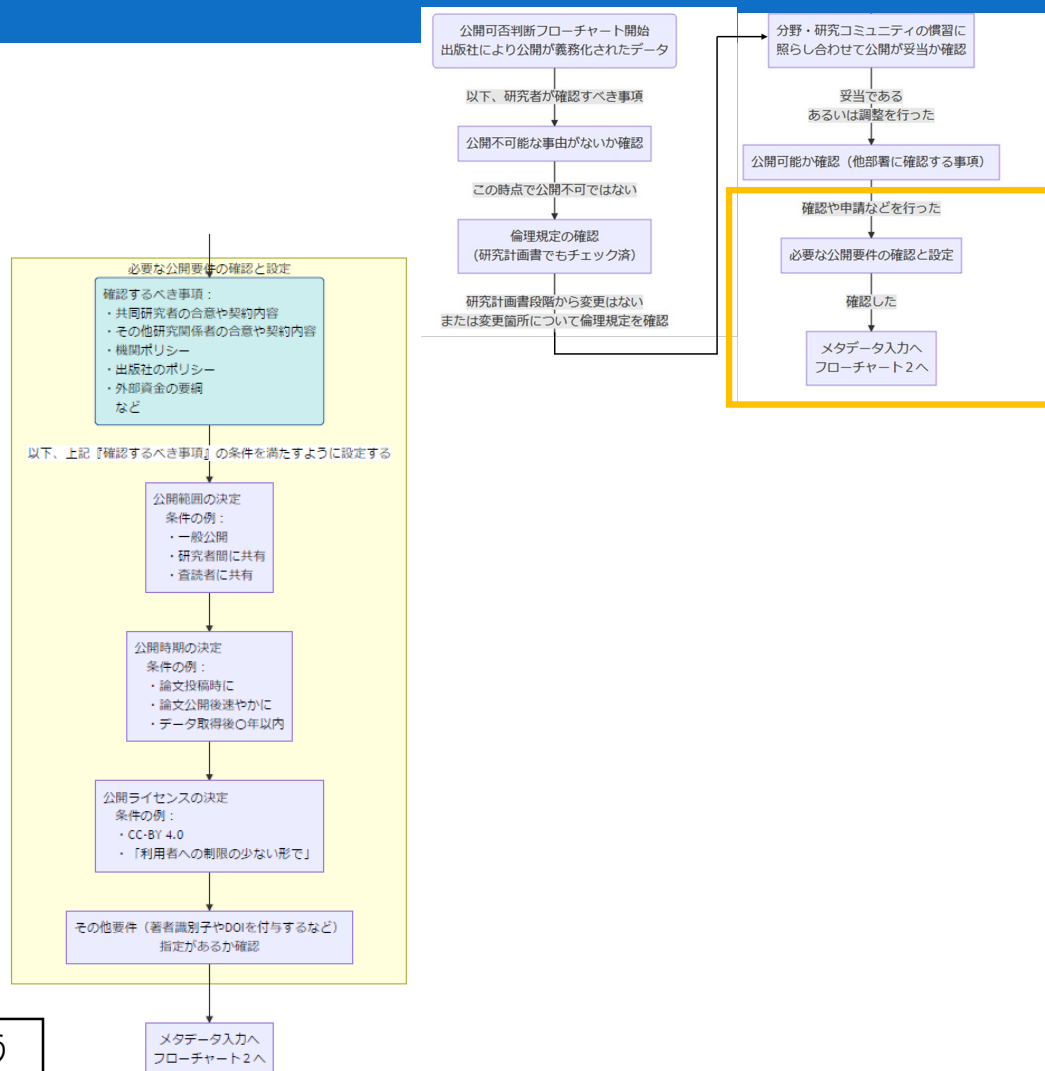 公開可否判断フローチャート開始
出版社により公開が義務化されたデータ
以下、研究者が確認すべき事項
公開不可能な事由がないか確認
この時点で公開不可ではない
倫理規定の確認
（研究計画書でもチェック済）
研究計画書段階から変更はない
または変更箇所について倫理規定を確認
分野・研究コミュニティの慣習に
照らし合わせて公開が妥当か確認
妥当である
あるいは調整を行った
公開可能か確認（他部署に確認する事項）
確認や申請などを行った
必要な公開要件の確認と設定
確認した
メタデータ入力へ
フローチャート２へ
必要な公開要件の確認と設定
確認するべき事項：
・共同研究者の合意や契約内容
・その他研究関係者の合意や契約内容
・機関ポリシー
・出版社のポリシー
・外部資金の要綱
など
以下、上記『確認するべき事項』の条件を満たすように設定する
公開範囲の決定
条件の例：
・一般公開
・研究者間に共有
・査読者に共有
公開時期の決定
条件の例：
・論文投稿時に
・論文公開後速やかに
・データ取得後〇年以内
公開ライセンスの決定
条件の例：
・CC-BY 4.0
・「利用者への制限の少ない形で」
その他要件（著者識別子やDOIを付与するなど）
指定があるか確認
メタデータ入力へ
フローチャート２へ